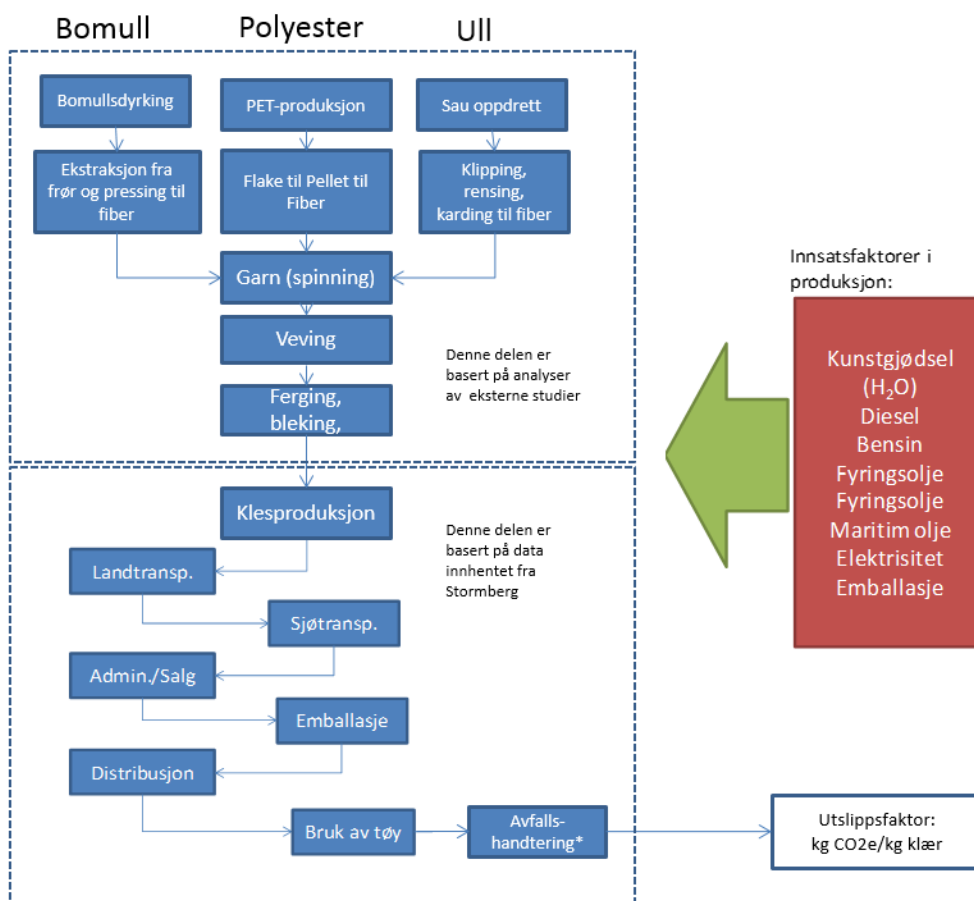 Bomull
Polyester
Ull
Bomullsdyrking
PET-produksjon
Sau oppdrett
Ekstraksjon fra
frør og pressing til
fiber
Flake til Pellet til
Fiber
Klipping,
rensing,
karding til fiber
Garn (spinning)
Veving
Ferging,
bleking,
Denne delen er
basert på analyser
av eksterne studier
Innsatsfaktorer i
produksjon:
Kunstgjødsel
(H₂O)
Diesel
Bensin
Fyringsolje
Fyringsolje
Maritim olje
Elektrisitet
Emballasje
Klesproduksjon
Denne delen er
basert på data
innhentet fra
Stormberg
Landtransp.
Sjøtransp.
Admin./Salg
Emballasje
Distribusjon
Bruk av tøy
Avfalls-
handtering*
Utslippsfaktor:
kg CO2e/kg klær